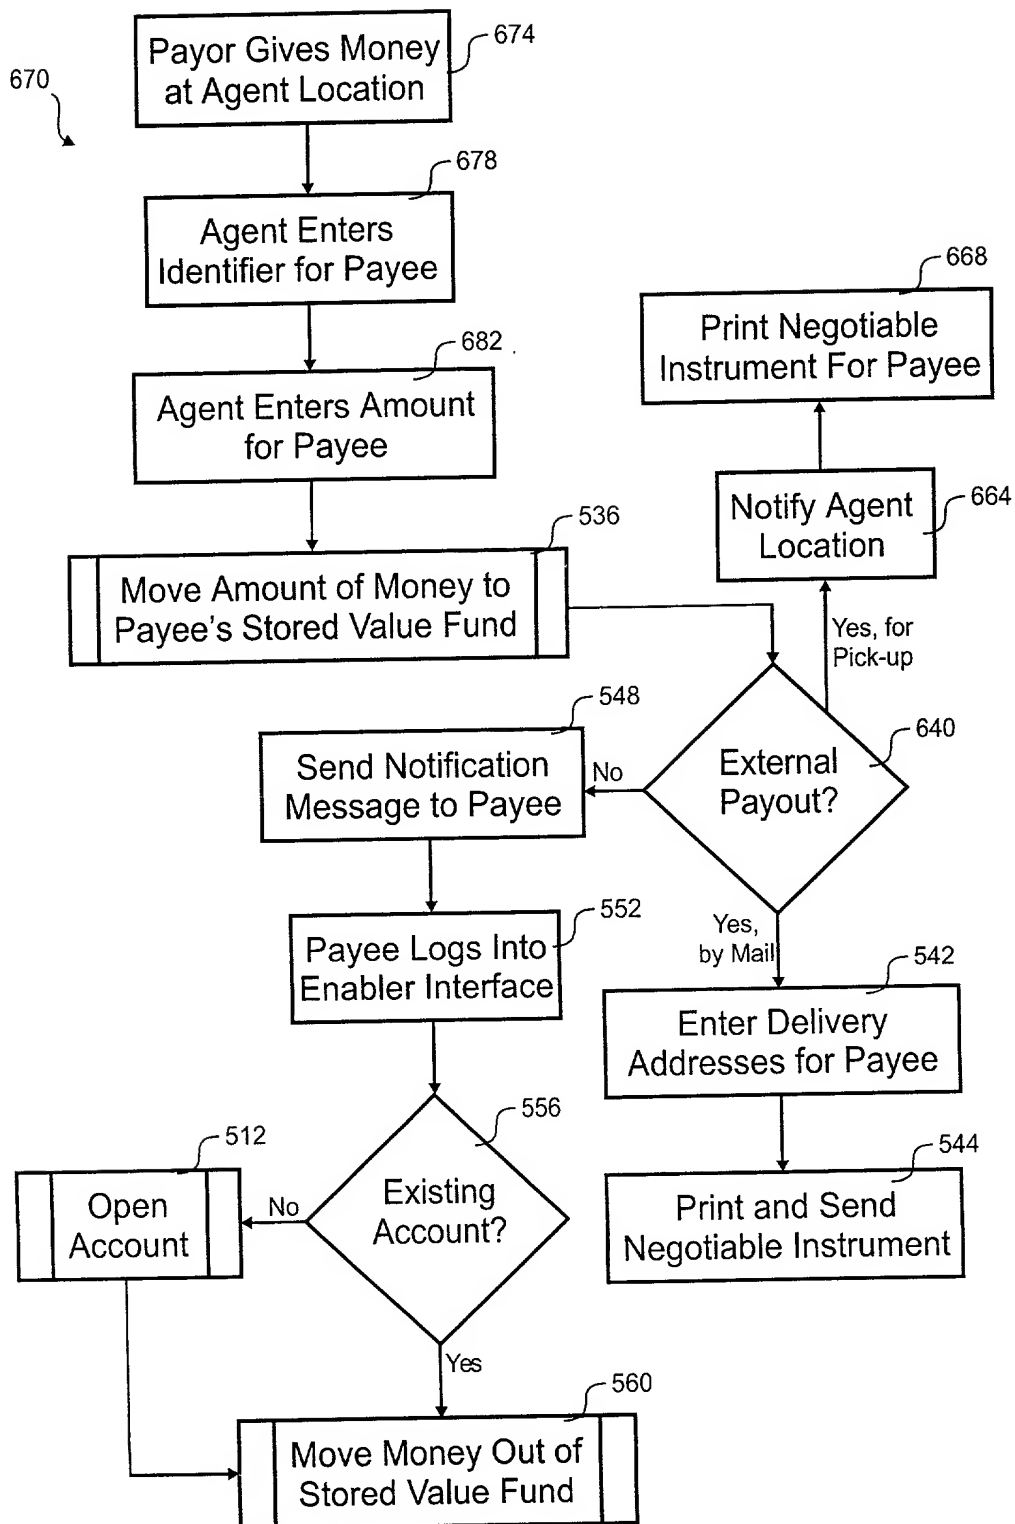 670
674
Payor Gives Money
at Agent Location
678
Agent Enters
Identifier for Payee
682
Agent Enters Amount
for Payee
536
Move Amount of Money to
Payee's Stored Value Fund
668
Print Negotiable
Instrument For Payee
664
Notify Agent
Location
Yes, for
Pick-up
640
External
Payout?
No
548
Send Notification
Message to Payee
552
Payee Logs Into
Enabler Interface
Yes,
by Mail
542
Enter Delivery
Addresses for Payee
544
Print and Send
Negotiable Instrument
556
Existing
Account?
No
512
Open
Account
Yes
560
Move Money Out of
Stored Value Fund